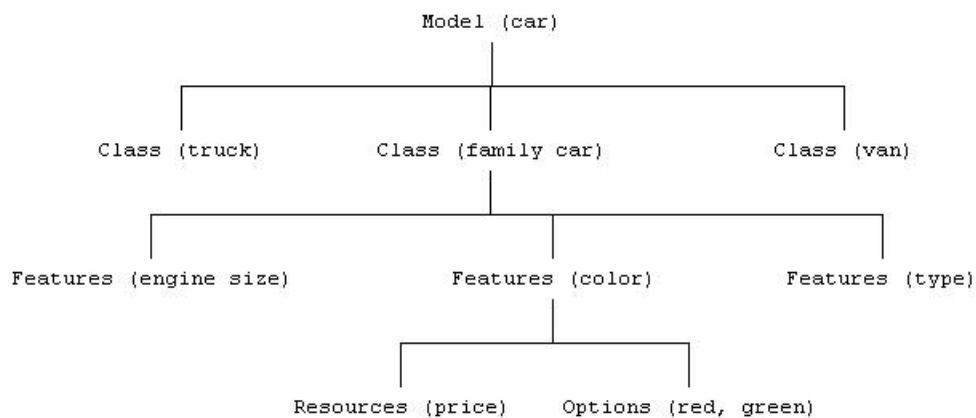 Model (car)
Class (truck) Class (family car) Class (van)
Features (engine size) Features (color) Features (type)
Resources (price) Options (red, green)